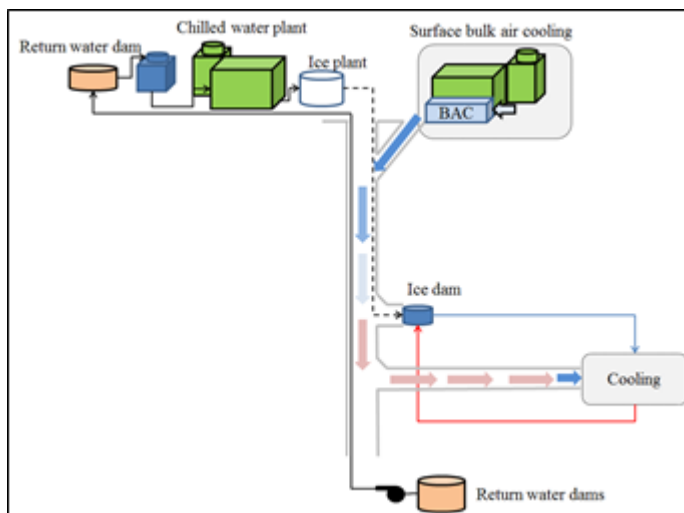 Chilled water plant
Surface bulk air cooling
Return water dam
Ice plant
BAC
Ice dam
Cooling
Return water dams